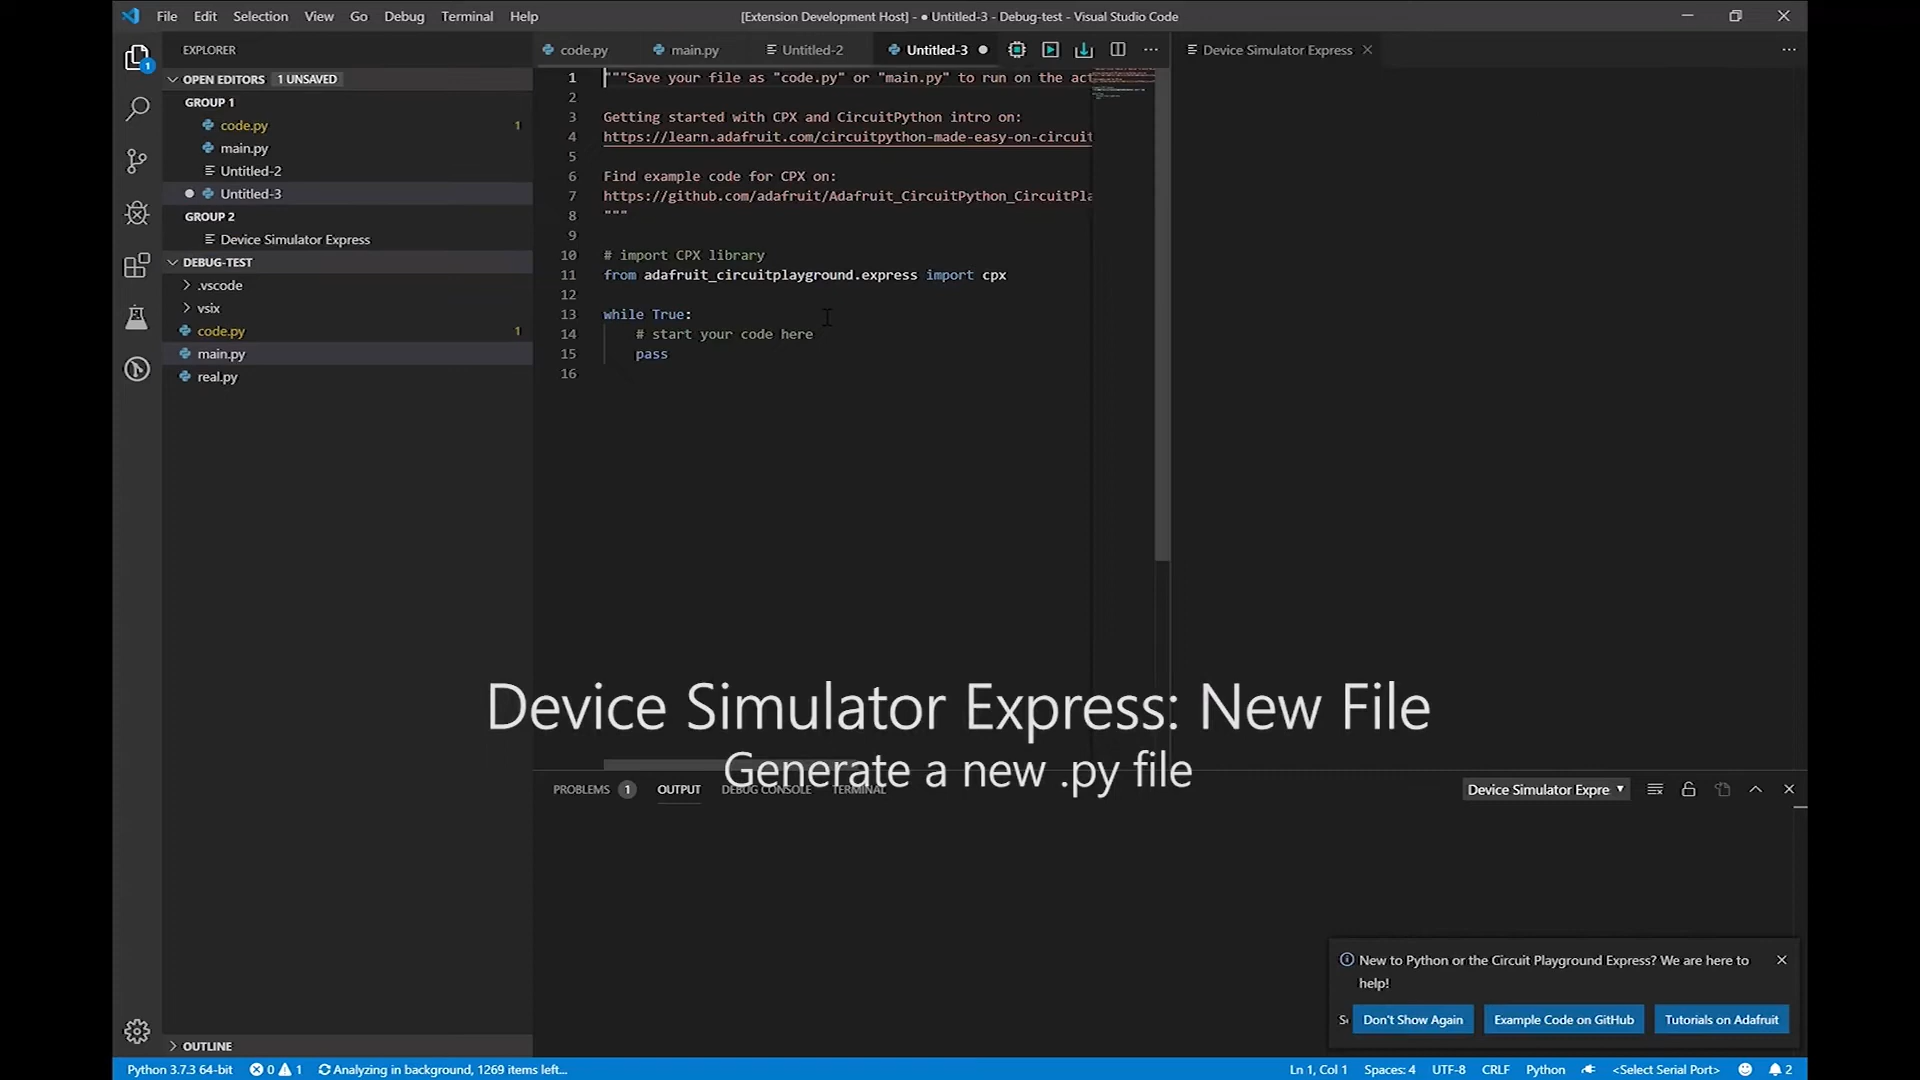 File Edit Selection View Go Debug Terminal Help
[Extension Development Host] - ● Untitled-3 - Debug-test - Visual Studio Code
EXPLORER
OPEN EDITORS 1 UNSAVED
GROUP 1
code.py 1
main.py
Untitled-2
Untitled-3
GROUP 2
Device Simulator Express
DEBUG-TEST
.vscode
vsix
code.py 1
main.py
real.py
OUTLINE
1
code.py main.py Untitled-2 Untitled-3
Device Simulator Express
1 """Save your file as "code.py" or "main.py" to run on the act
2
3 Getting started with CPX and CircuitPython intro on:
4 https://learn.adafruit.com/circuitpython-made-easy-on-circuit
5
6 Find example code for CPX on:
7 https://github.com/adafruit/Adafruit_CircuitPython_CircuitPla
8 """
9
10 # import CPX library
11 from adafruit_circuitplayground.express import cpx
12
13 while True:
14 # start your code here
15 pass
16
Device Simulator Express: New File
Generate a new .py file
PROBLEMS 1 OUTPUT DEBUG CONSOLE TERMINAL
Device Simulator Expre
New to Python or the Circuit Playground Express? We are here to
help!
Don't Show Again Example Code on GitHub Tutorials on Adafruit
Python 3.7.3 64-bit 0 1 Analyzing in background, 1269 items left...
Ln 1, Col 1 Spaces: 4 UTF-8 CRLF Python <Select Serial Port> 2